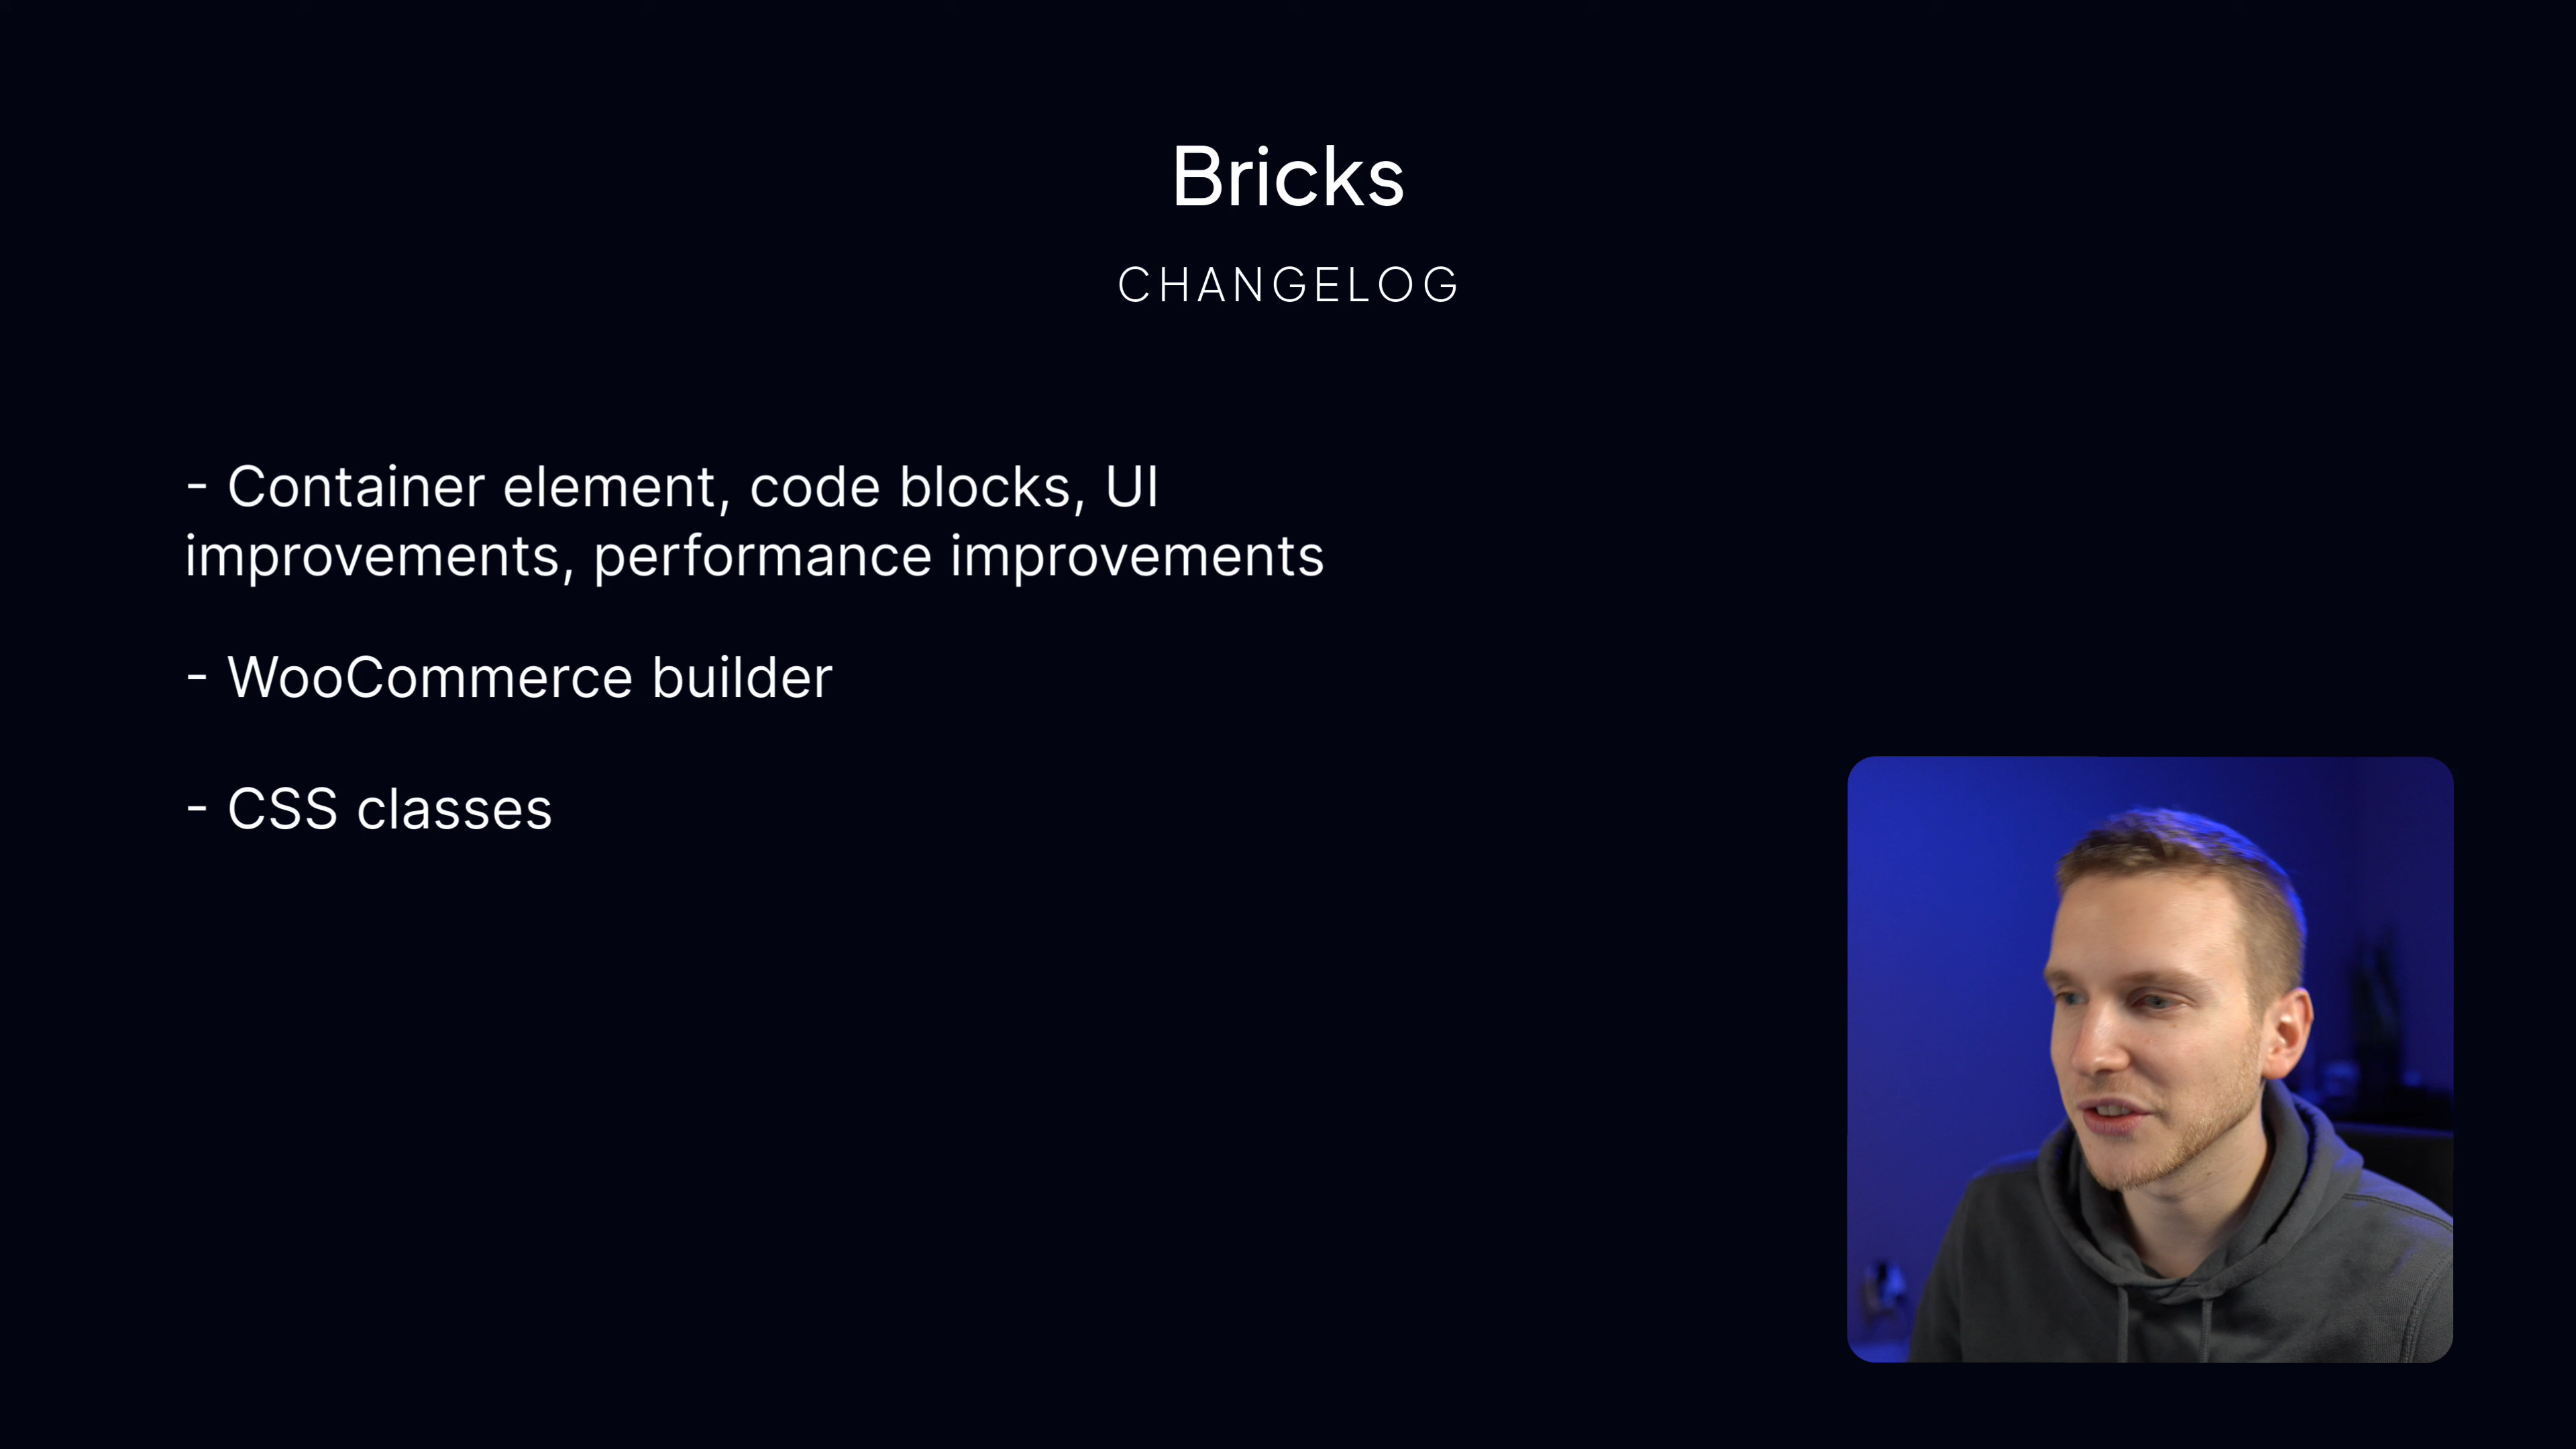 Bricks
CHANGELOG
- Container element, code blocks, UI
improvements, performance improvements
- WooCommerce builder
- CSS classes